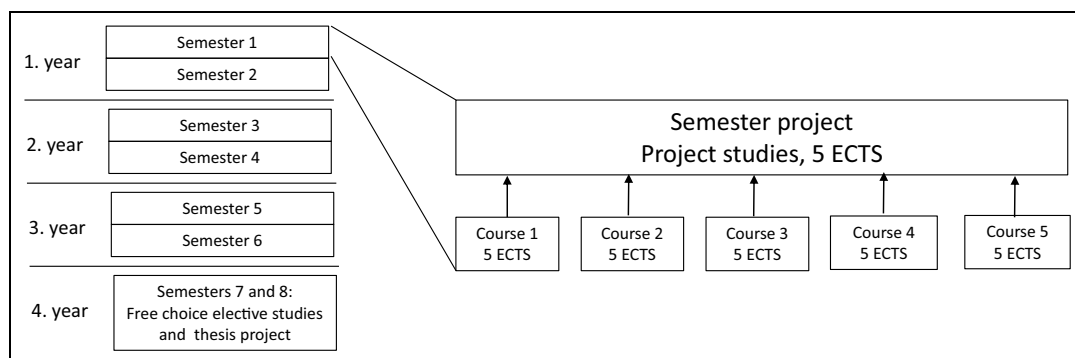 1. year
Semester 1
Semester 2
2. year
Semester 3
Semester 4
3. year
Semester 5
Semester 6
4. year
Semesters 7 and 8:
Free choice elective studies
and thesis project
Semester project
Project studies, 5 ECTS
Course 1
5 ECTS
Course 2
5 ECTS
Course 3
5 ECTS
Course 4
5 ECTS
Course 5
5 ECTS